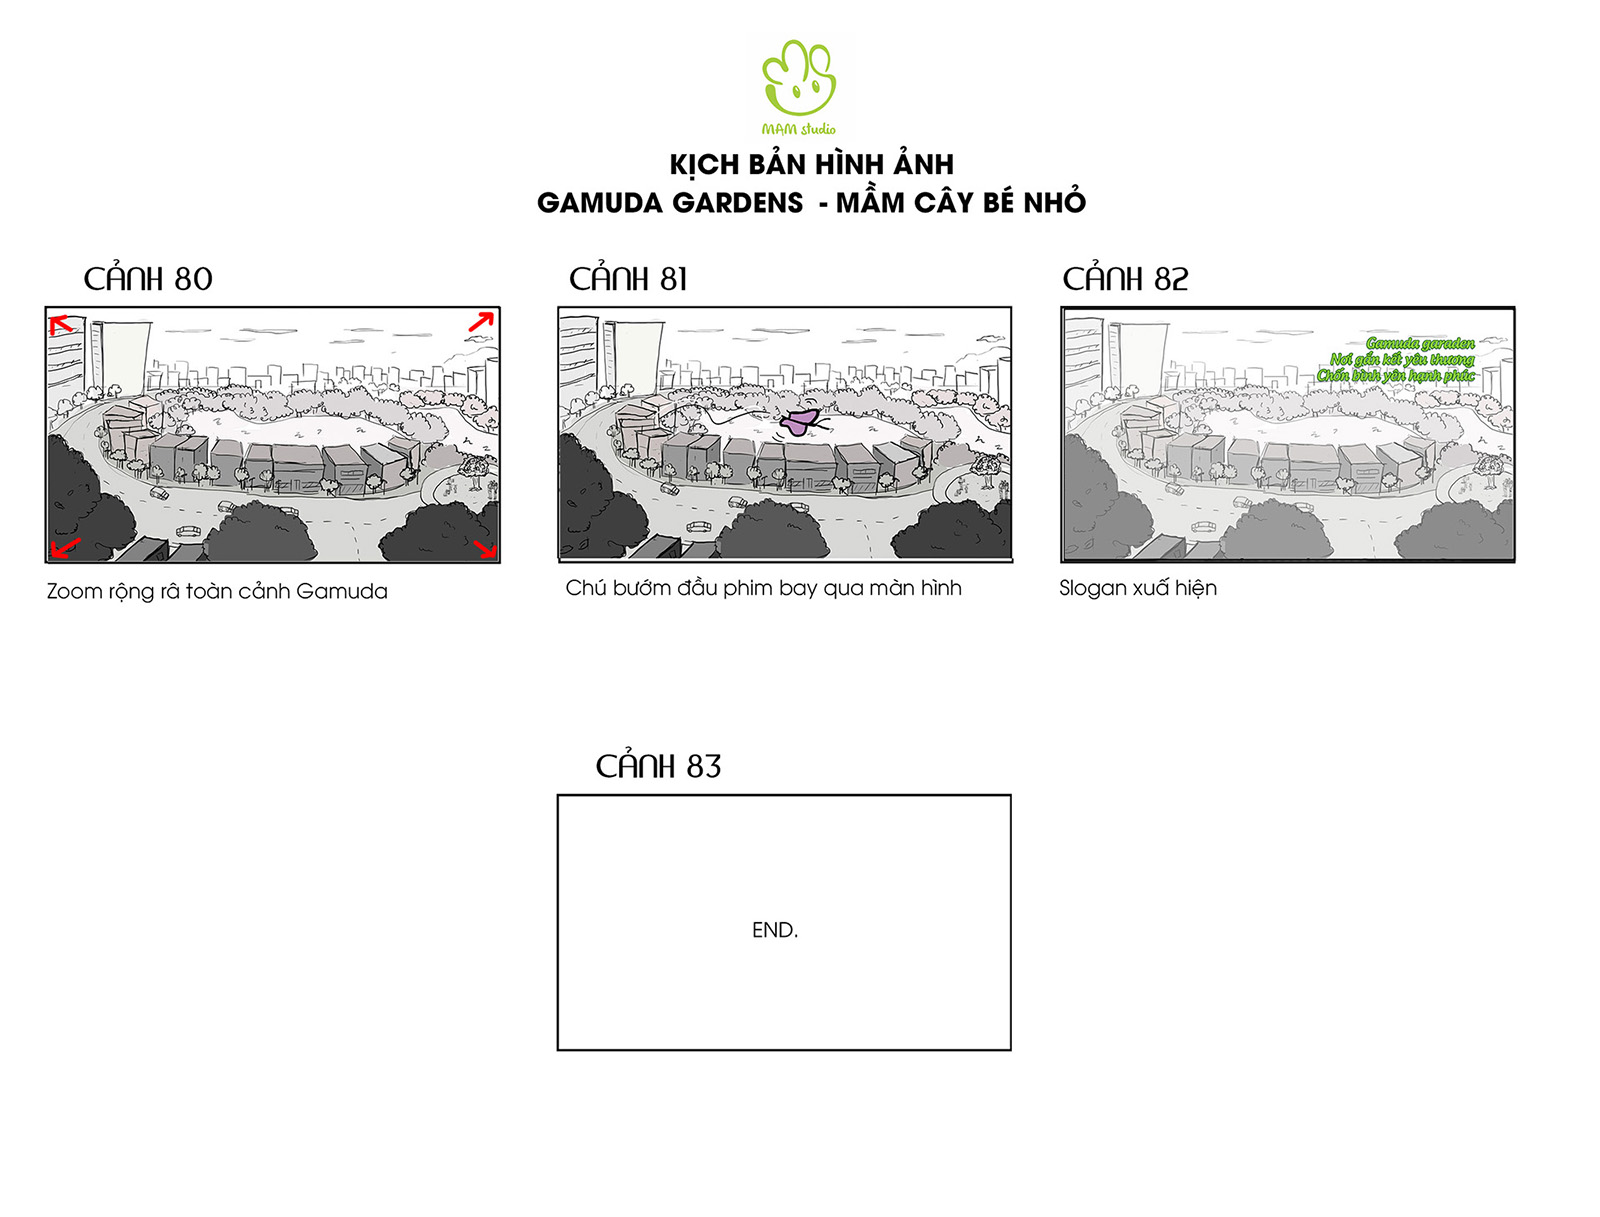 MAM studio
KỊCH BẢN HÌNH ẢNH
GAMUDA GARDENS - MẦM CÂY BÉ NHỎ
CẢNH 80
CẢNH 81
CẢNH 82
Gamuda garaden
Nơi gắn kết yêu thương
Chốn bình yên hạnh phúc
Zoom rộng râ toàn cảnh Gamuda
Chú bướm đầu phim bay qua màn hình
Slogan xuấ hiện
CẢNH 83
END.